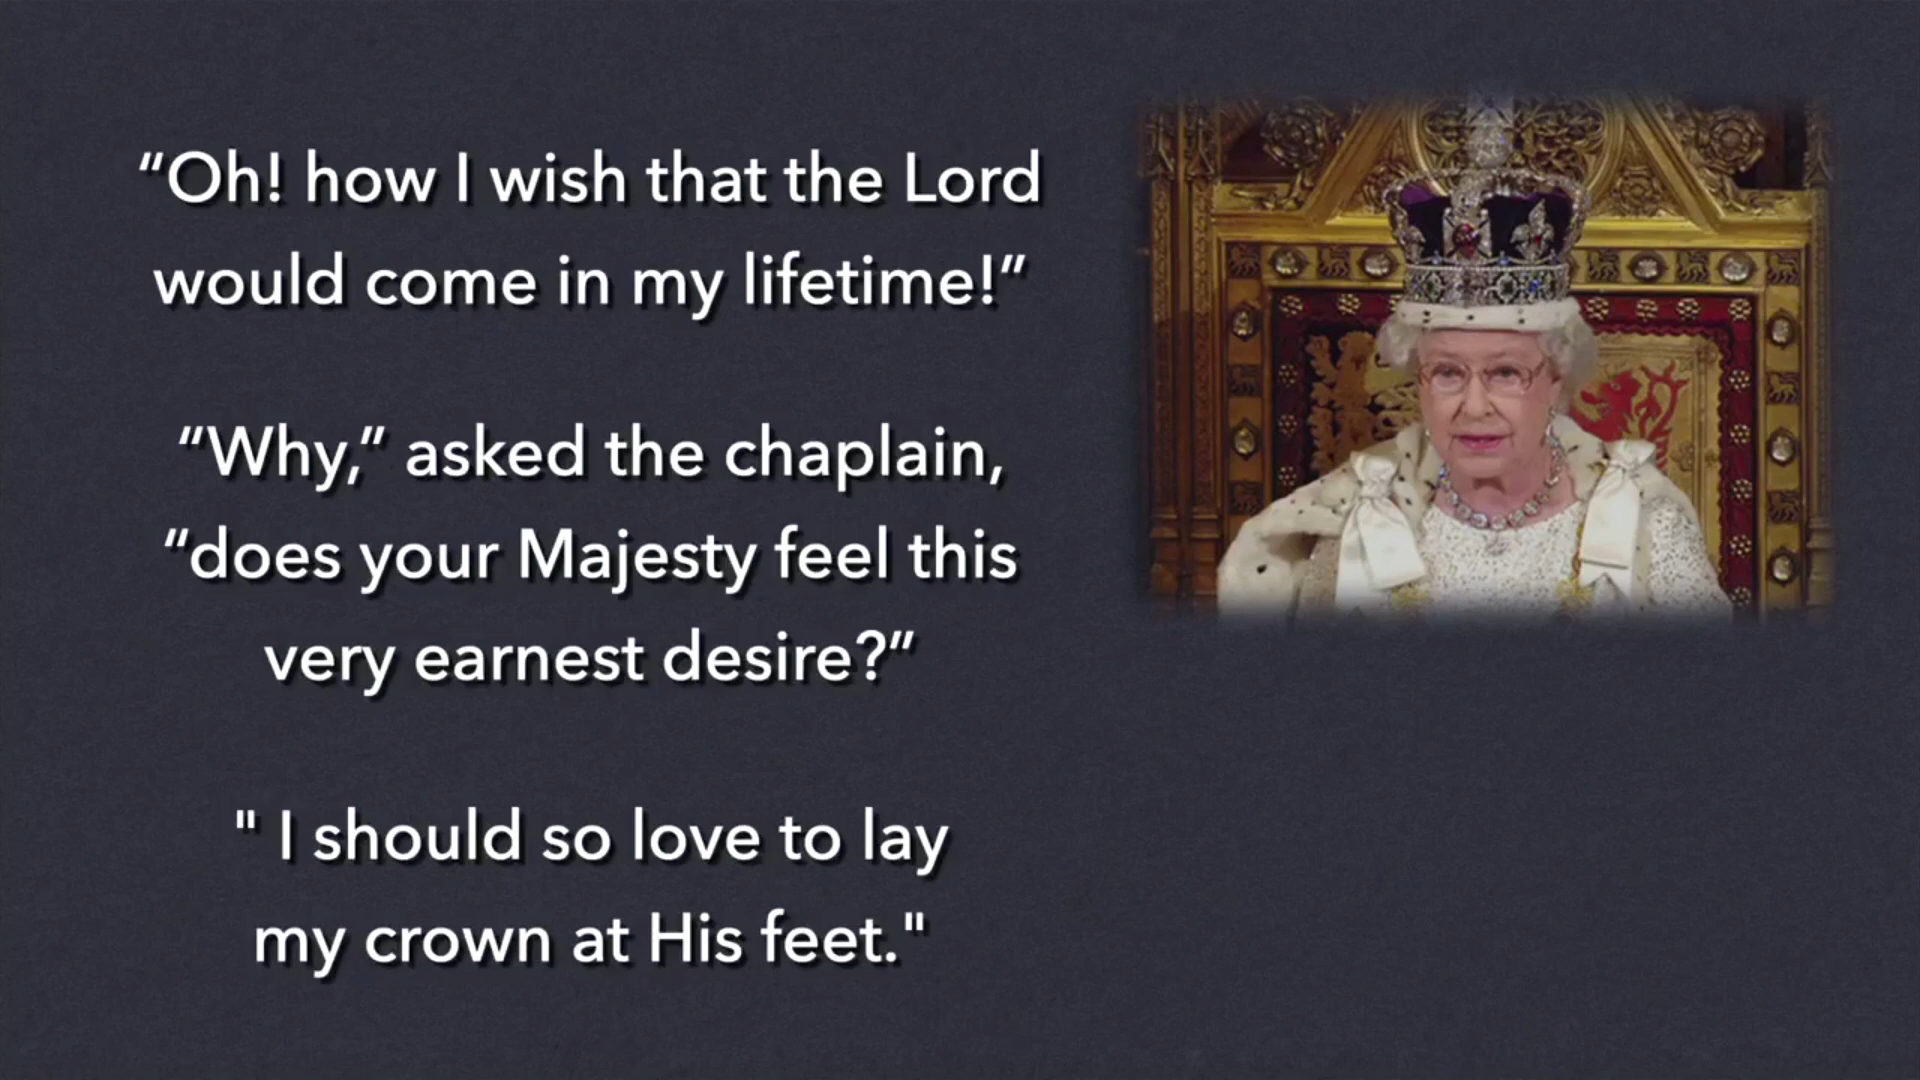 “Oh! how I wish that the Lord
would come in my lifetime!”
“Why,” asked the chaplain,
“does your Majesty feel this
very earnest desire?”
" I should so love to lay
my crown at His feet."